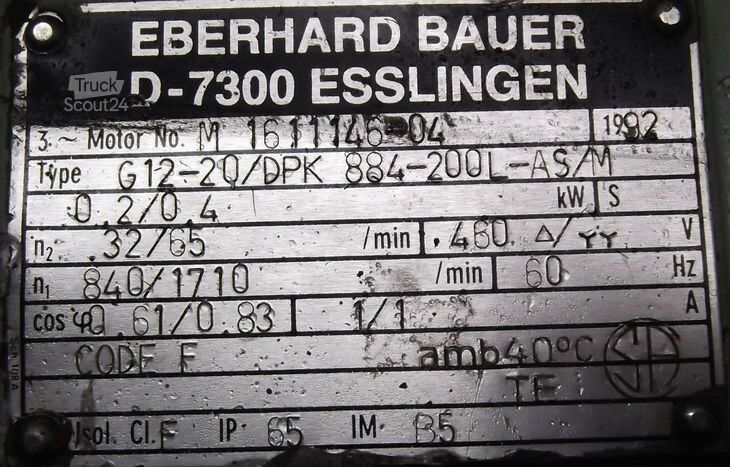 EBERHARD BAUER
D-7300 ESSLINGEN
Truck
Scout24
3.~ Motor No. M 1611146-04 1992
Type G12-20/DPK 884-200L-AS/M
0.2/0.4 kW S
n₂ 32/65 /min 460 Δ/YY V
n₁ 840/1710 /min 60 Hz
cos φ 0.61/0.83 1/1 A
CODE F amb40°C
TF
Isol. Cl. F IP 65 IM B5